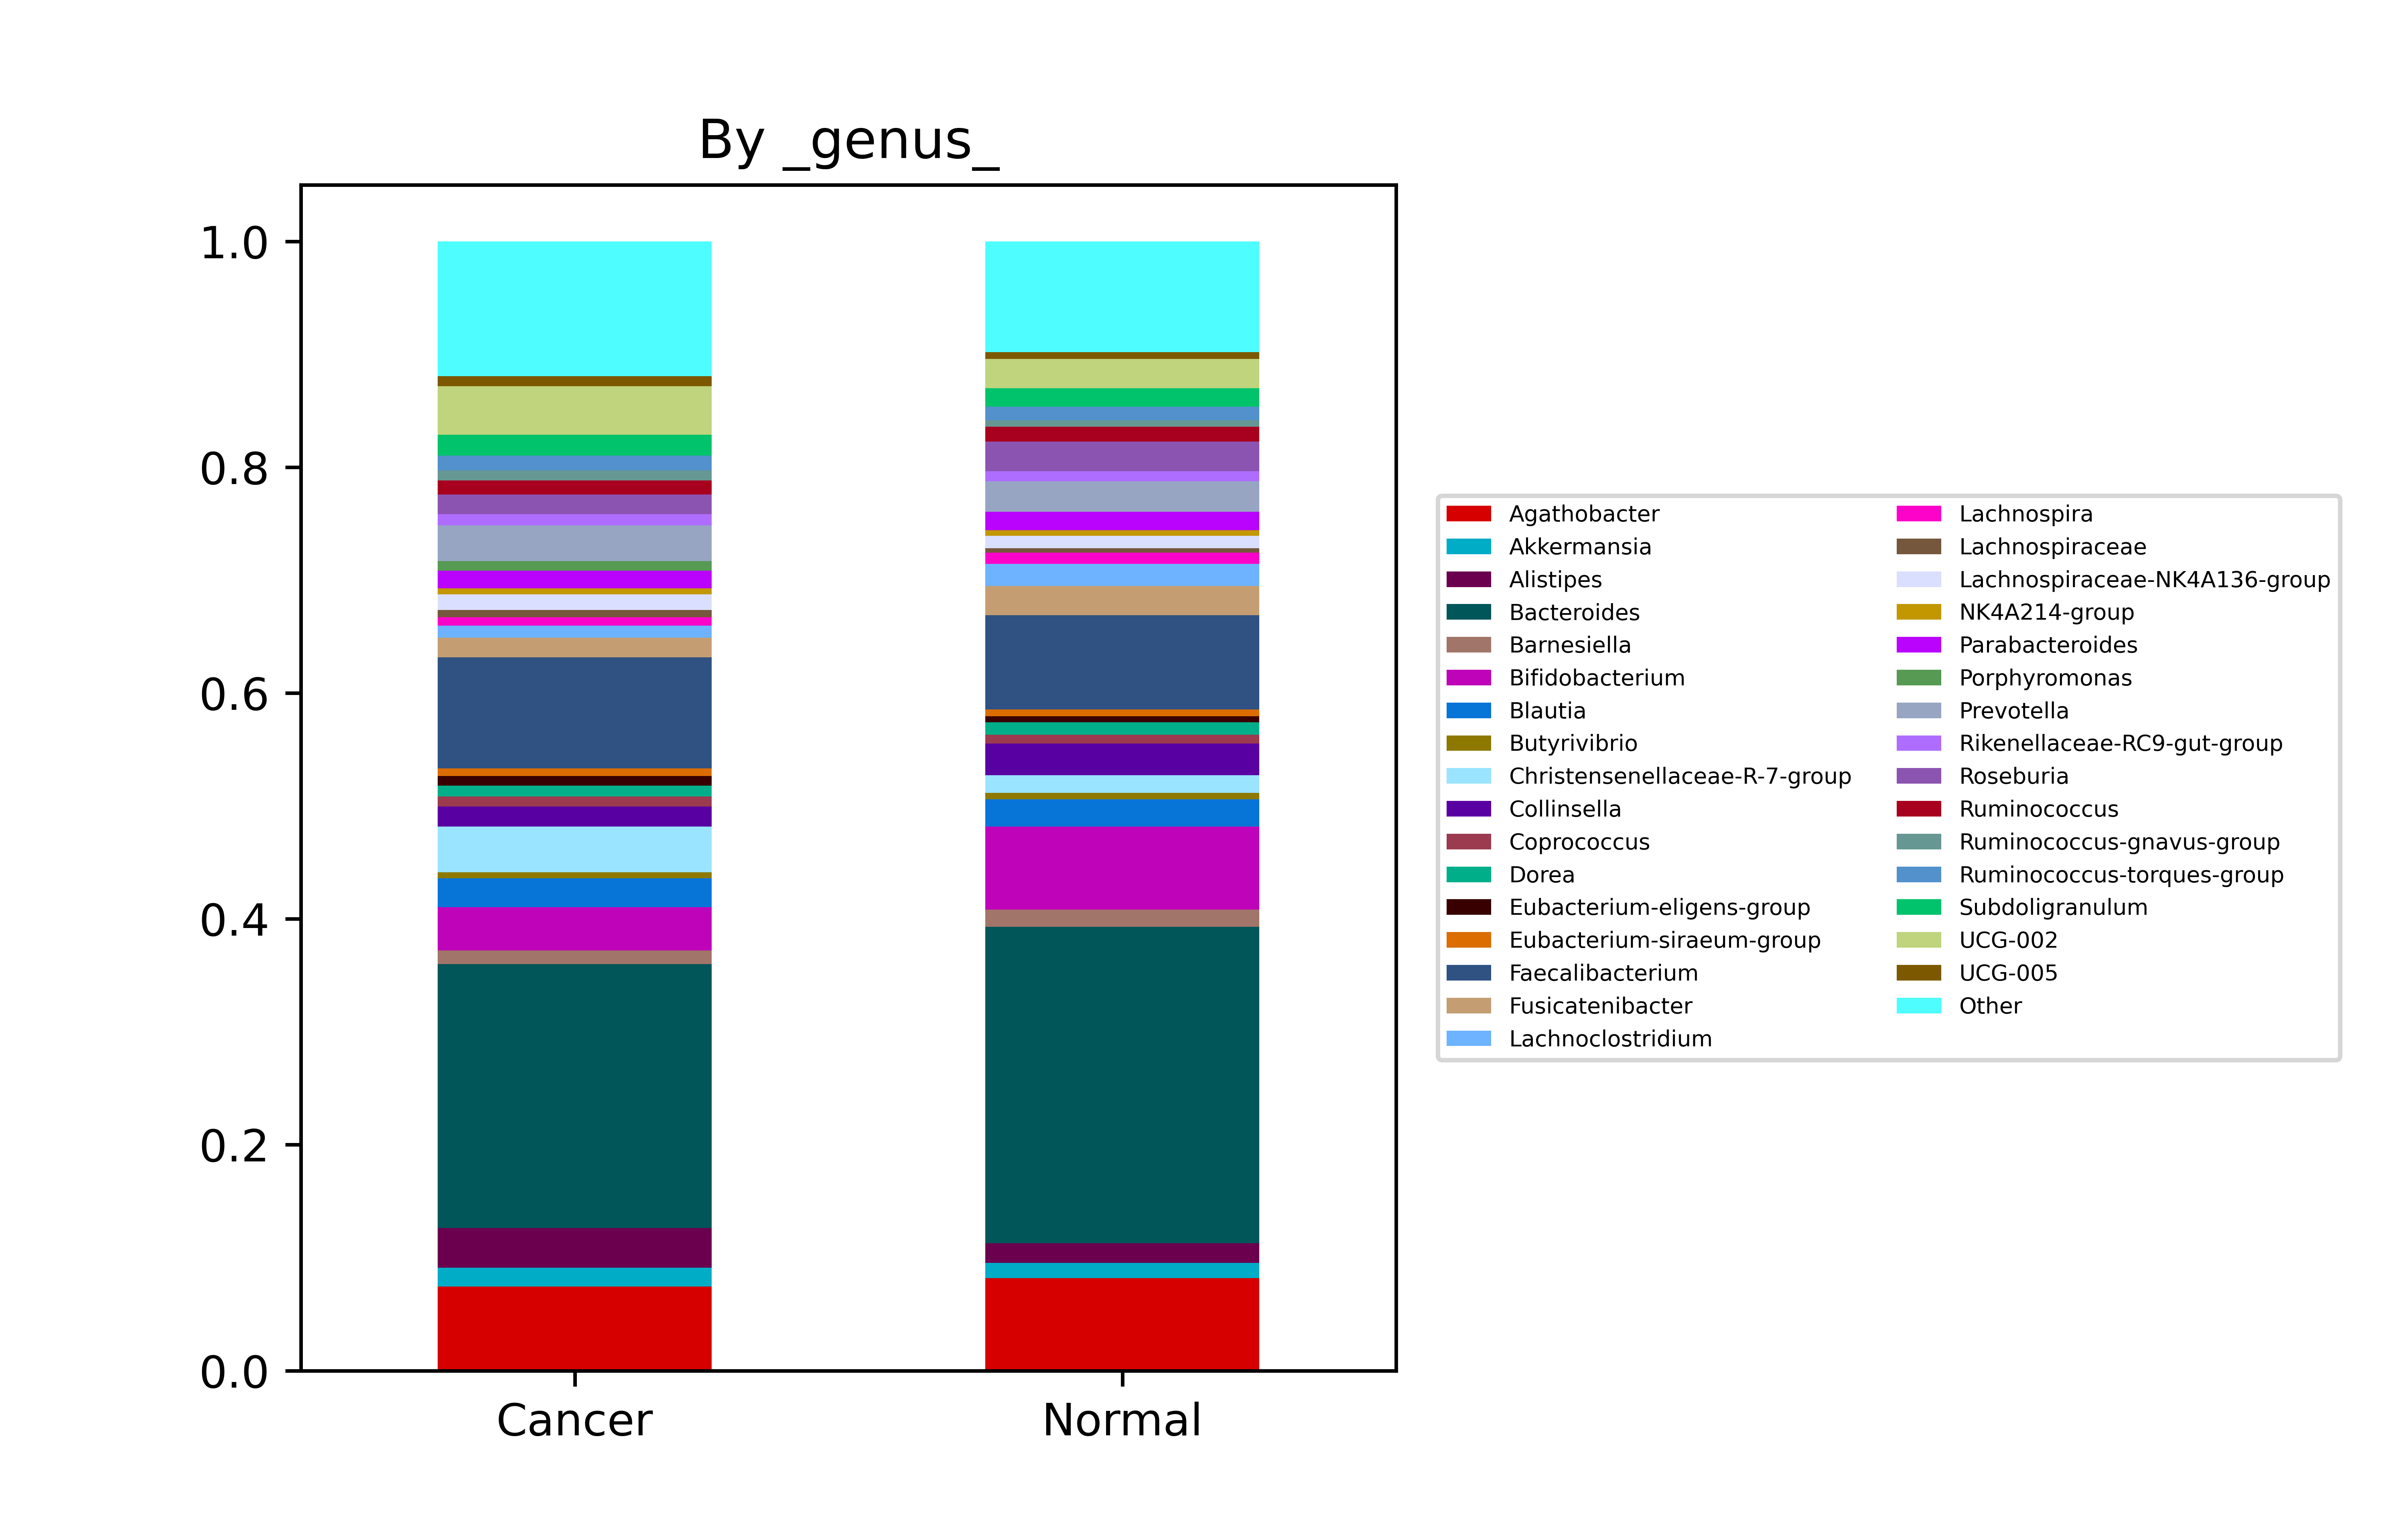 By _genus_
1.0
0.8
0.6
0.4
0.2
0.0
Cancer
Normal
Agathobacter
Akkermansia
Alistipes
Bacteroides
Barnesiella
Bifidobacterium
Blautia
Butyrivibrio
Christensenellaceae-R-7-group
Collinsella
Coprococcus
Dorea
Eubacterium-eligens-group
Eubacterium-siraeum-group
Faecalibacterium
Fusicatenibacter
Lachnoclostridium
Lachnospira
Lachnospiraceae
Lachnospiraceae-NK4A136-group
NK4A214-group
Parabacteroides
Porphyromonas
Prevotella
Rikenellaceae-RC9-gut-group
Roseburia
Ruminococcus
Ruminococcus-gnavus-group
Ruminococcus-torques-group
Subdoligranulum
UCG-002
UCG-005
Other